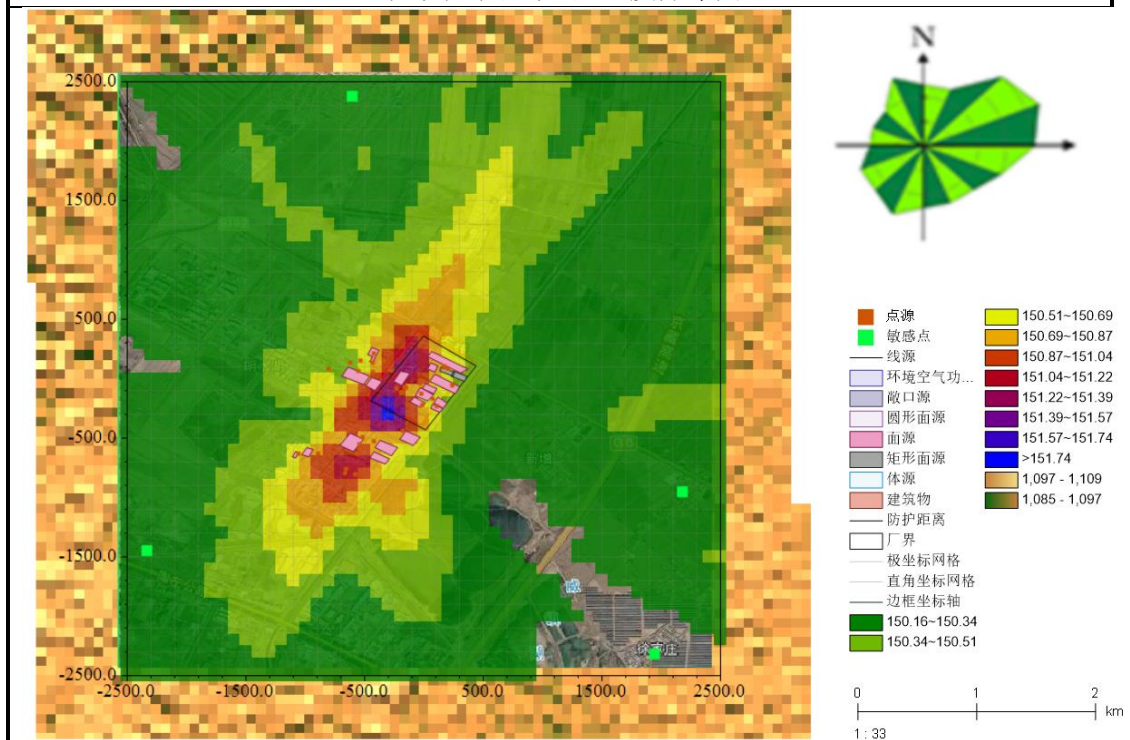 N
2500.0
1500.0
500.0
-500.0
-1500.0
-2500.0
-2500.0
-1500.0
-500.0
500.0
1500.0
2500.0
点源
敏感点
线源
环境空气功...
敞口源
圆形面源
面源
矩形面源
体源
建筑物
防护距离
厂界
极坐标网格
直角坐标网格
边框坐标轴
150.16~150.34
150.34~150.51
150.51~150.69
150.69~150.87
150.87~151.04
151.04~151.22
151.22~151.39
151.39~151.57
151.57~151.74
>151.74
1,097 - 1,109
1,085 - 1,097
0
1
2
km
1 : 33